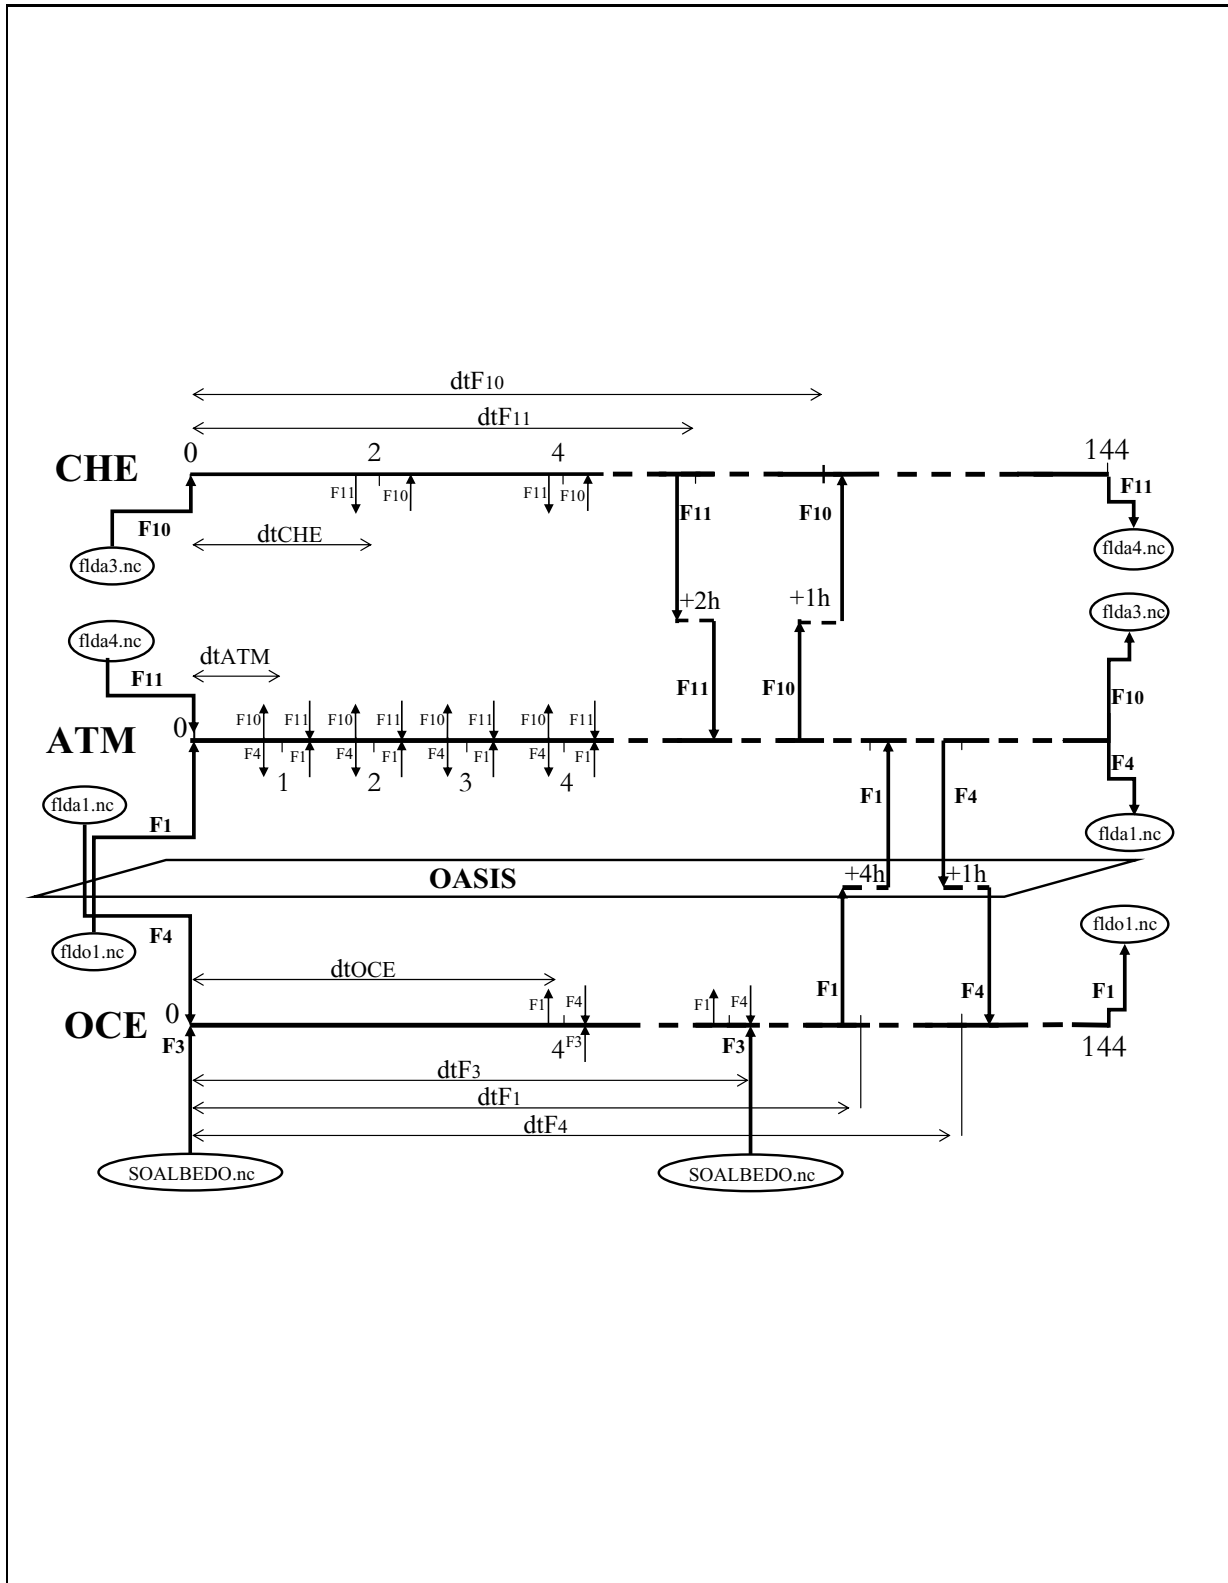 dtF10
dtF11
0 2 4 144
CHE
F11 F10 F11 F10 F11 F10 F11
F10
dtCHE
flda3.nc
flda4.nc
+2h +1h
flda3.nc
flda4.nc
dtATM
F11
F11 F10 F10
0 F10 F11 F10 F11 F10 F11 F10 F11
ATM
F4 F1 F4 F1 F4 F1 F4 F1 F4
1 2 3 4
flda1.nc
F1 F1 F4
flda1.nc
OASIS +4h +1h
fldo1.nc
F4
fldo1.nc
dtOCE
0 F1 F4 F1 F4 F1 F4 F1
OCE
F3 4 F3 F3 144
dtF3
dtF1
dtF4
SOALBEDO.nc SOALBEDO.nc